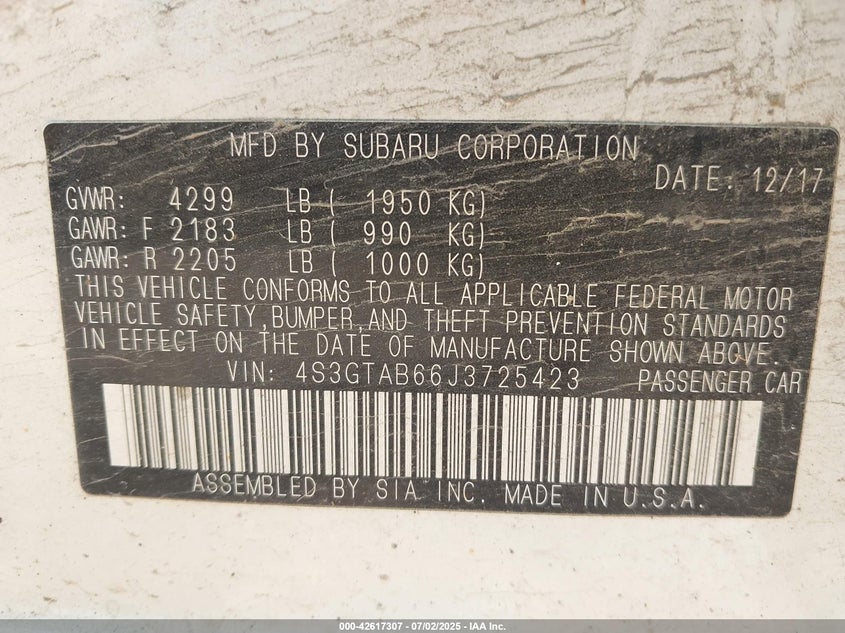 MFD BY SUBARU CORPORATION
DATE: 12/17
GVWR: 4299 LB ( 1950 KG)
GAWR: F 2183 LB ( 990 KG)
GAWR: R 2205 LB ( 1000 KG)
THIS VEHICLE CONFORMS TO ALL APPLICABLE FEDERAL MOTOR
VEHICLE SAFETY,BUMPER,AND THEFT PREVENTION STANDARDS
IN EFFECT ON THE DATE OF MANUFACTURE SHOWN ABOVE.
VIN: 4S3GTAB66J3725423 PASSENGER CAR
ASSEMBLED BY SIA INC. MADE IN U.S.A.
000-42617307 - 07/02/2025 - IAA Inc.